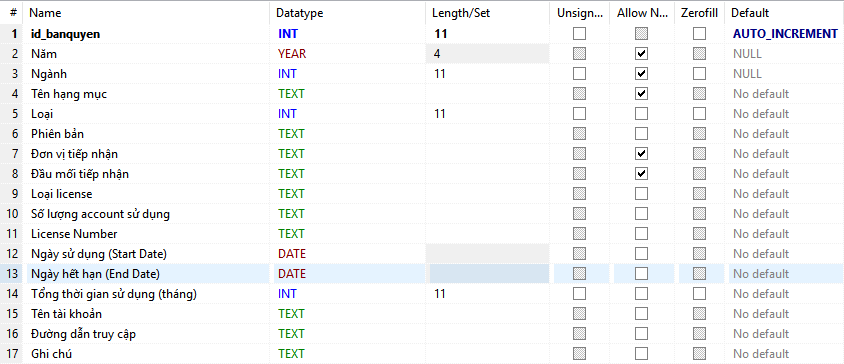 # Name Datatype Length/Set Unsign... Allow N... Zerofill Default
1 id_banquyen INT 11 AUTO_INCREMENT
2 Năm YEAR 4 NULL
3 Ngành INT 11 NULL
4 Tên hạng mục TEXT No default
5 Loại INT 11 No default
6 Phiên bản TEXT No default
7 Đơn vị tiếp nhận TEXT No default
8 Đầu mối tiếp nhận TEXT No default
9 Loại license TEXT No default
10 Số lượng account sử dụng TEXT No default
11 License Number TEXT No default
12 Ngày sử dụng (Start Date) DATE No default
13 Ngày hết hạn (End Date) DATE No default
14 Tổng thời gian sử dụng (tháng) INT 11 No default
15 Tên tài khoản TEXT No default
16 Đường dẫn truy cập TEXT No default
17 Ghi chú TEXT No default